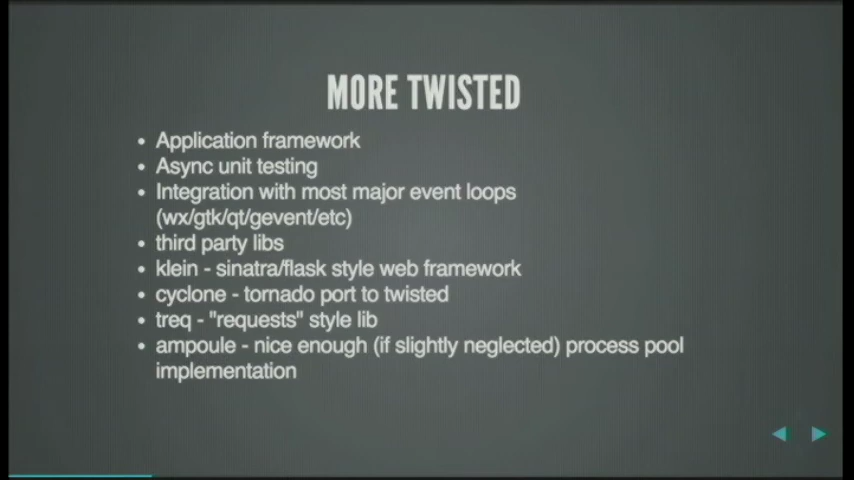 MORE TWISTED
• Application framework
• Async unit testing
• Integration with most major event loops
(wx/gtk/qt/gevent/etc)
• third party libs
• klein - sinatra/flask style web framework
• cyclone - tornado port to twisted
• treq - "requests" style lib
• ampoule - nice enough (if slightly neglected) process pool
implementation